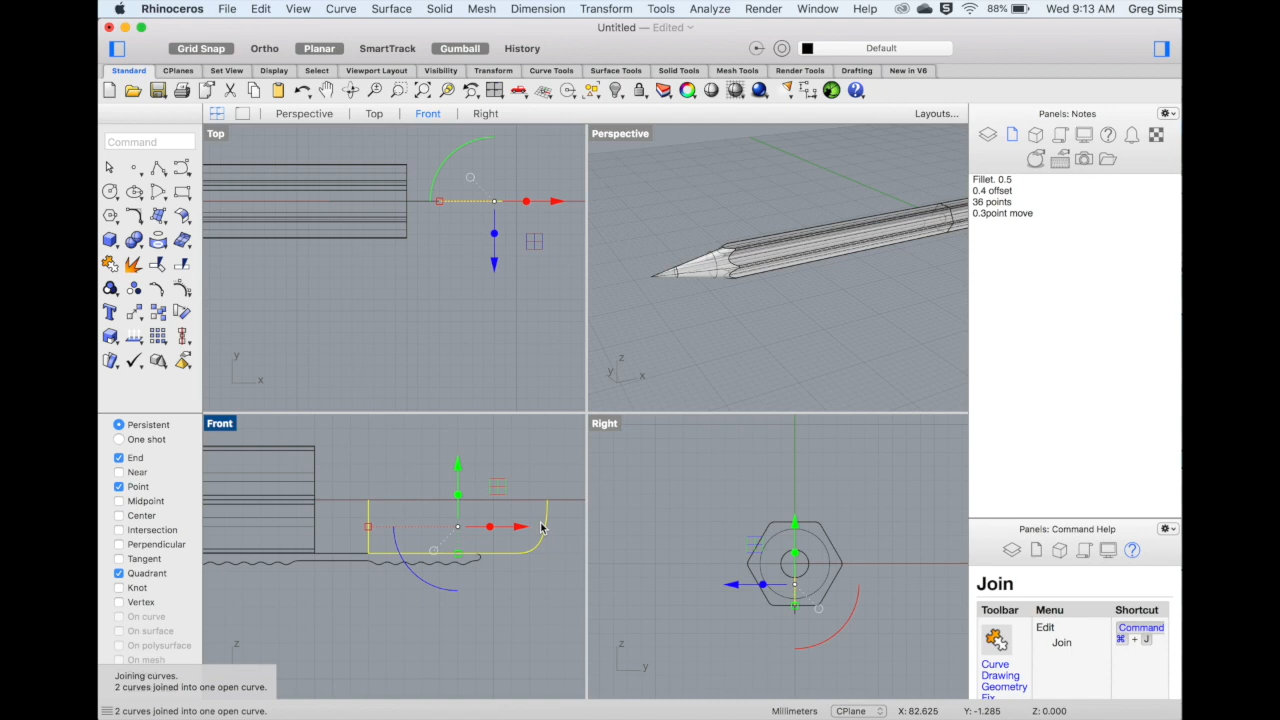 Rhinoceros File Edit View Curve Surface Solid Mesh Dimension Transform Tools Analyze Render Window Help 88% Wed 9:13 AM Greg Sims
Untitled — Edited
Grid Snap Ortho Planar SmartTrack Gumball History Default
Standard CPlanes Set View Display Select Viewport Layout Visibility Transform Curve Tools Surface Tools Solid Tools Mesh Tools Render Tools Drafting New in V6
Perspective Top Front Right Layouts... Panels: Notes
Command
Top
Perspective
Fillet. 0.5
0.4 offset
36 points
0.3point move
y
x
z
y
x
Front
Right
Persistent
One shot
End
Near
Point
Midpoint
Center
Intersection
Perpendicular
Tangent
Quadrant
Knot
Vertex
On curve
On surface
On polysurface
On mesh
z
z
y
Panels: Command Help
Join
Toolbar Menu Shortcut
Edit
Join
Command
⌘ + J
Curve
Drawing
Geometry
Fix
Joining curves.
2 curves joined into one open curve.
2 curves joined into one open curve. Millimeters CPlane X: 82.625 Y: -1.285 Z: 0.000